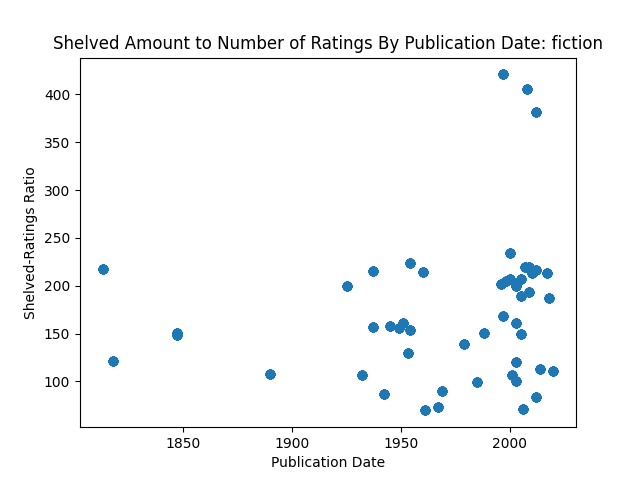 Shelved Amount to Number of Ratings By Publication Date: fiction
400
350
300
250
200
150
100
Shelved-Ratings Ratio
1850 1900 1950 2000
Publication Date